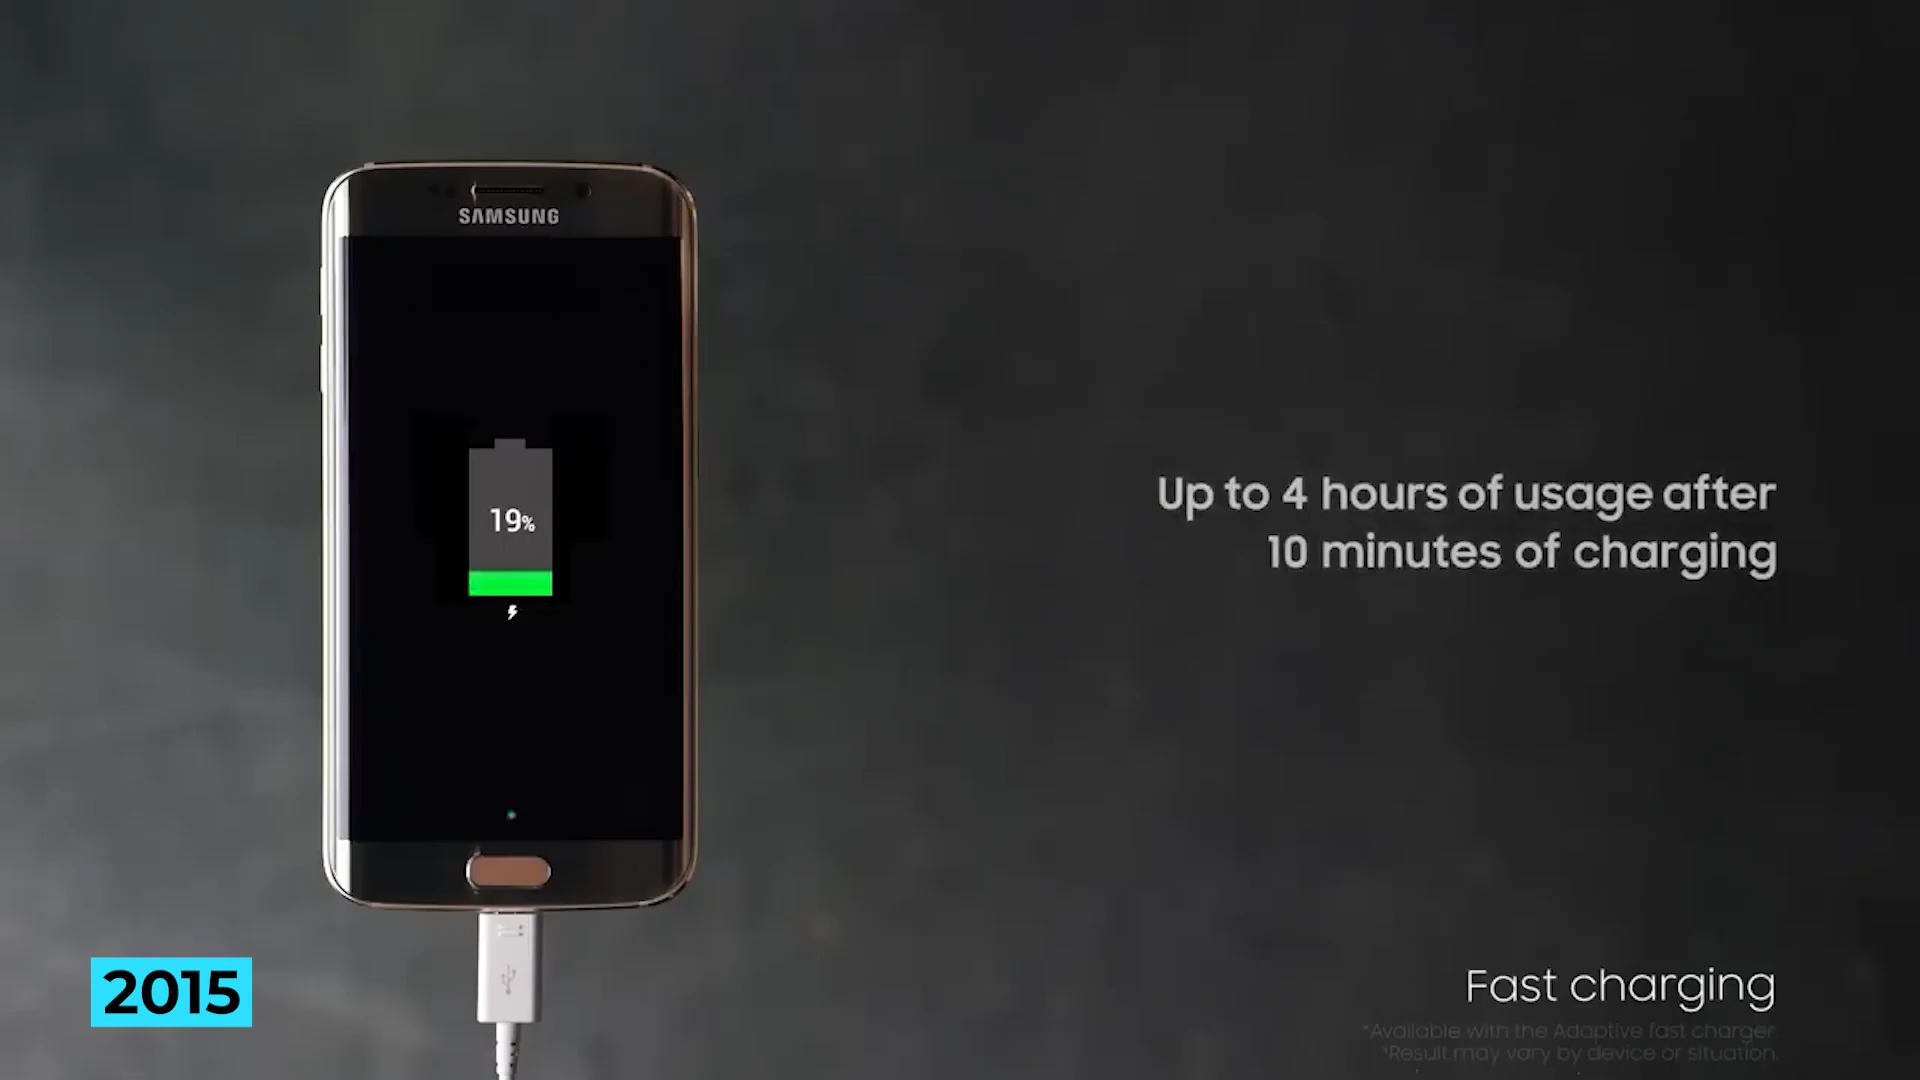 SAMSUNG
19%
Up to 4 hours of usage after
10 minutes of charging
2015
Fast charging
*Available with the Adaptive fast charger.
*Result may vary by device or situation.